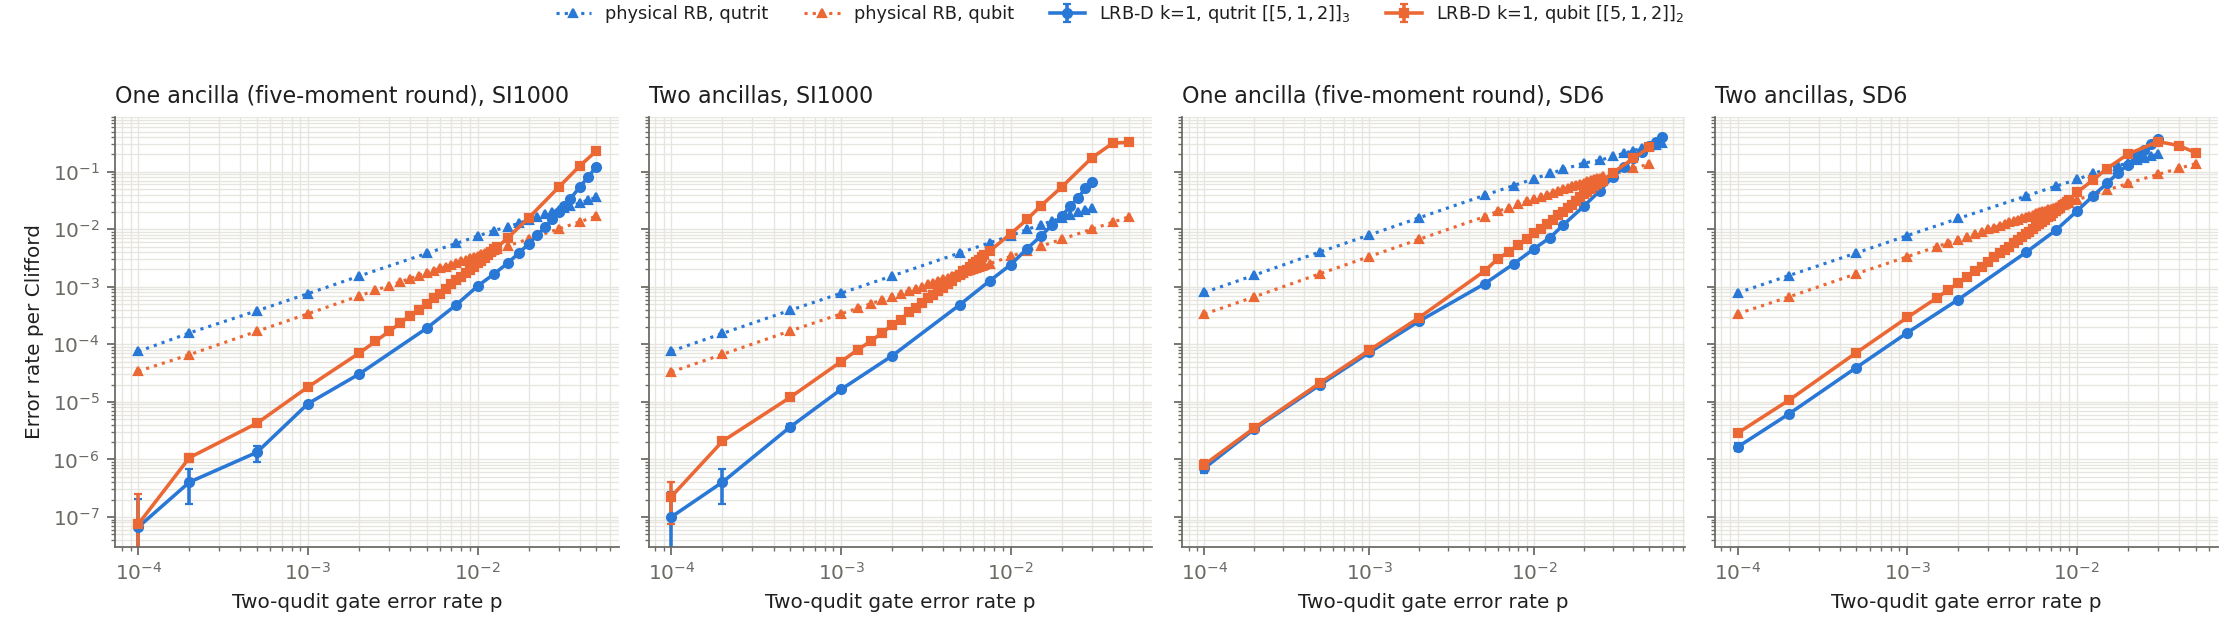 physical RB, qutrit physical RB, qubit LRB-D k=1, qutrit [[5, 1, 2]]₃ LRB-D k=1, qubit [[5, 1, 2]]₂
One ancilla (five-moment round), SI1000
Two ancillas, SI1000
One ancilla (five-moment round), SD6
Two ancillas, SD6
Error rate per Clifford
10⁻¹
10⁻²
10⁻³
10⁻⁴
10⁻⁵
10⁻⁶
10⁻⁷
10⁻⁴ 10⁻³ 10⁻² 10⁻⁴ 10⁻³ 10⁻² 10⁻⁴ 10⁻³ 10⁻² 10⁻⁴ 10⁻³ 10⁻²
Two-qudit gate error rate p
Two-qudit gate error rate p
Two-qudit gate error rate p
Two-qudit gate error rate p